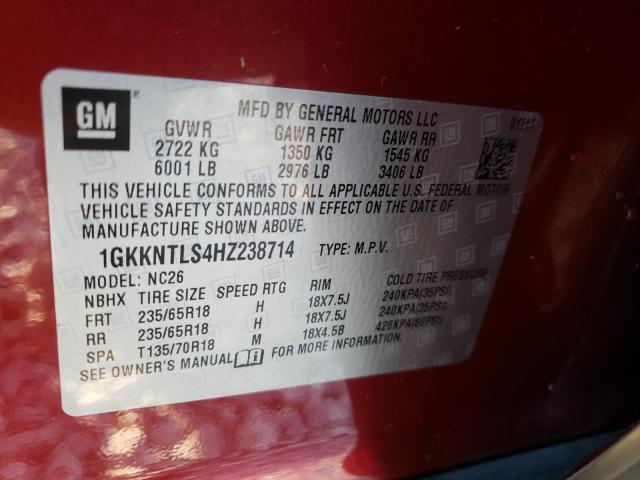 GM
MFD BY GENERAL MOTORS LLC
GVWR GAWR FRT GAWR RR
2722 KG 1350 KG 1545 KG
6001 LB 2976 LB 3406 LB
THIS VEHICLE CONFORMS TO ALL APPLICABLE U.S. FEDERAL MOTOR
VEHICLE SAFETY STANDARDS IN EFFECT ON THE DATE OF
MANUFACTURE SHOWN ABOVE.
1GKKNTLS4HZ238714 TYPE: M.P.V.
MODEL: NC26
NBHX TIRE SIZE SPEED RTG RIM COLD TIRE PRESSURE
FRT 235/65R18 H 18X7.5J 240KPA(35PSI)
RR 235/65R18 H 18X7.5J 240KPA(35PSI)
SPA T135/70R18 M 18X4.5B 420KPA(60PSI)
SEE OWNER'S MANUAL FOR MORE INFORMATION.